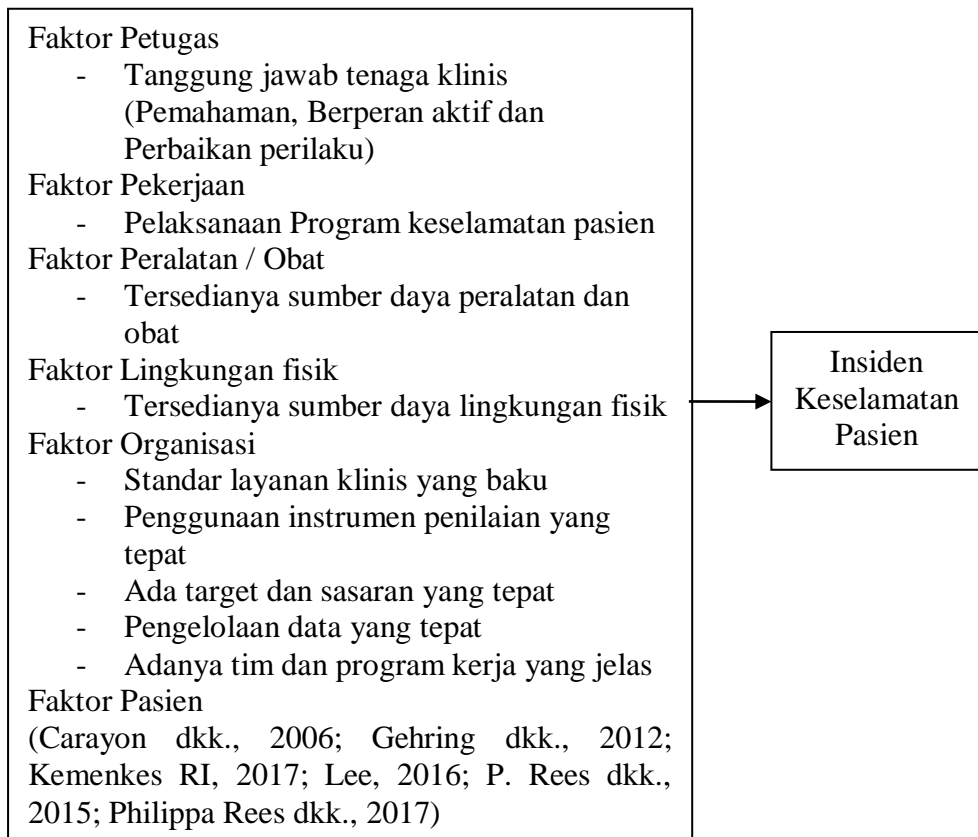 Faktor Petugas
- Tanggung jawab tenaga klinis
(Pemahaman, Berperan aktif dan
Perbaikan perilaku)
Faktor Pekerjaan
- Pelaksanaan Program keselamatan pasien
Faktor Peralatan / Obat
- Tersedianya sumber daya peralatan dan
obat
Faktor Lingkungan fisik
- Tersedianya sumber daya lingkungan fisik
Faktor Organisasi
- Standar layanan klinis yang baku
- Penggunaan instrumen penilaian yang
tepat
- Ada target dan sasaran yang tepat
- Pengelolaan data yang tepat
- Adanya tim dan program kerja yang jelas
Faktor Pasien
(Carayon dkk., 2006; Gehring dkk., 2012;
Kemenkes RI, 2017; Lee, 2016; P. Rees dkk.,
2015; Philippa Rees dkk., 2017)
Insiden
Keselamatan
Pasien